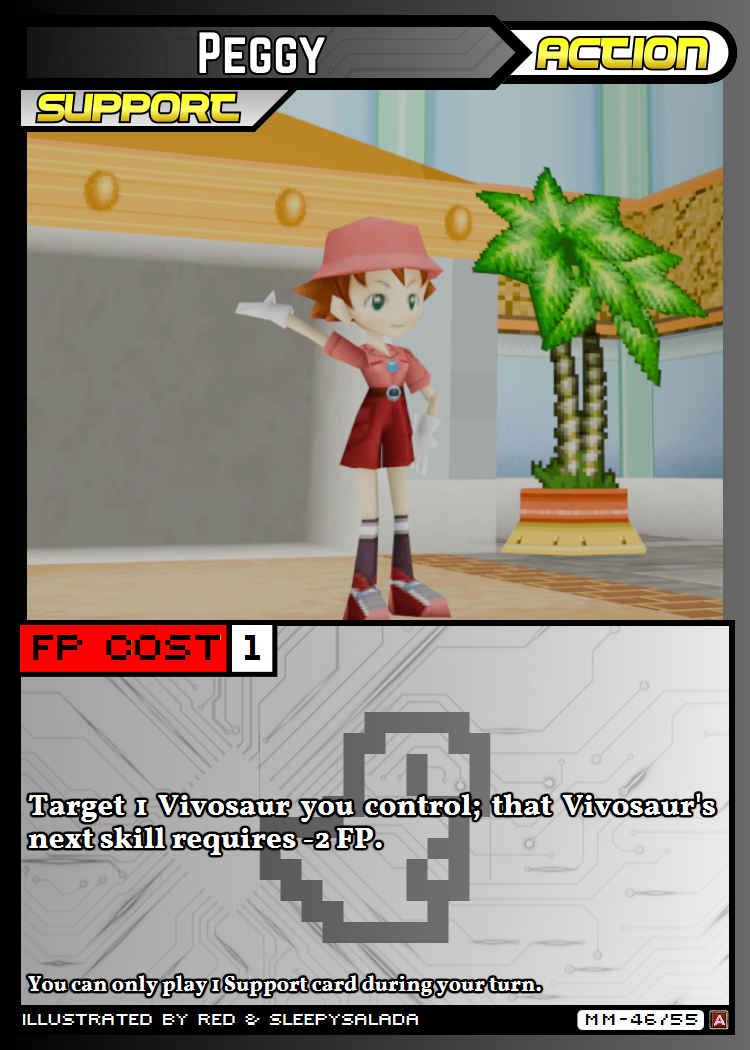 PEGGY
ACTION
SUPPORT
FP COST 1
Target 1 Vivosaur you control; that Vivosaur's
next skill requires -2 FP.
You can only play 1 Support card during your turn.
ILLUSTRATED BY RED & SLEEPYSALADA
MM-46/55 A